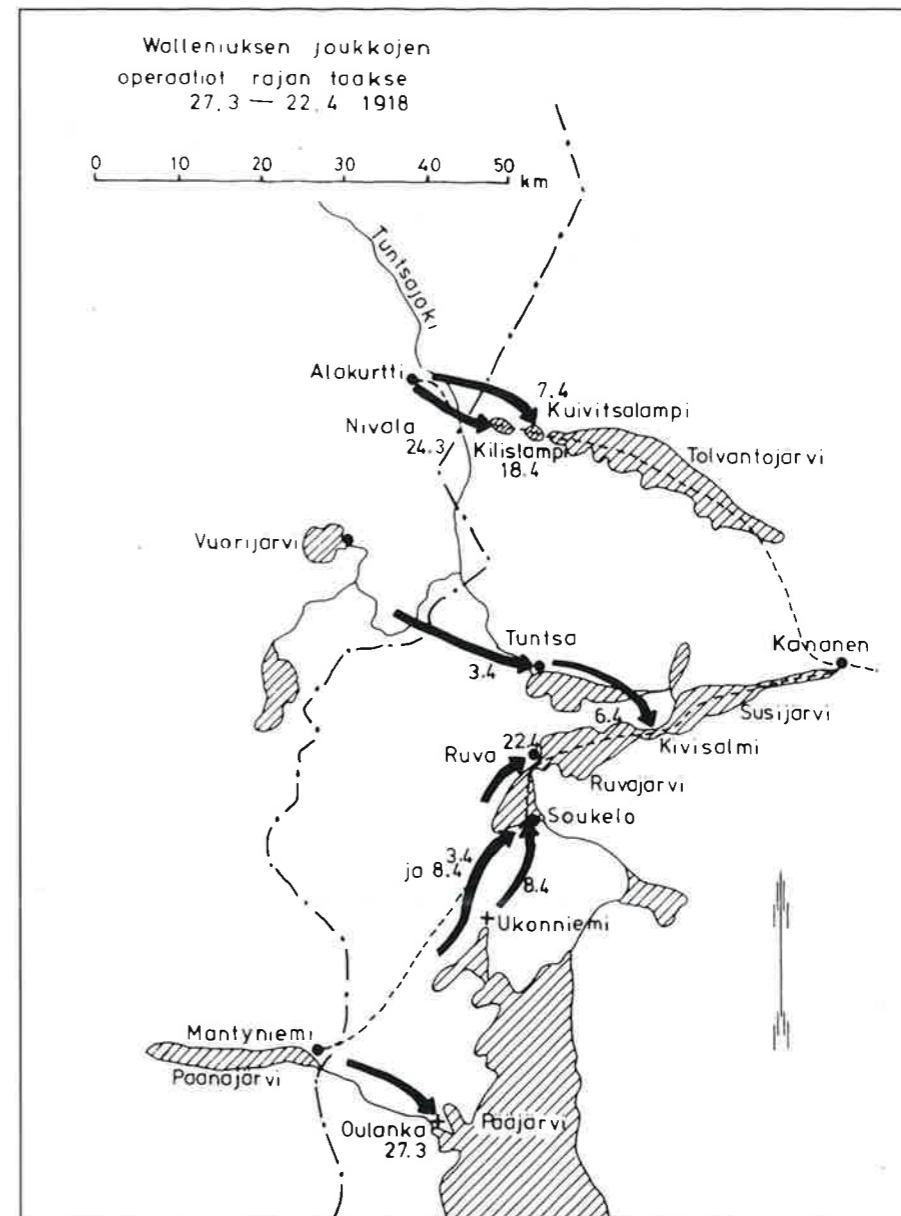 Walleniuksen joukkojen
operaatiot rajan taakse
27.3 — 22.4 1918
0 10 20 30 40 50
km
Tuntsajoki
Alakurtti
7.4
Kuivitsalampi
Nivala
24.3
Kilislampi
18.4
Tolvantojärvi
Vuorijärvi
Tuntsa
3.4
Kananen
6.4
Susijärvi
Kivisalmi
Ruva 22.4
Ruvajärvi
Soukelo
3.4
ja 8.4
8.4
Ukonniemi
Mäntyniemi
Paanajärvi
Oulanka
27.3
Pääjärvi